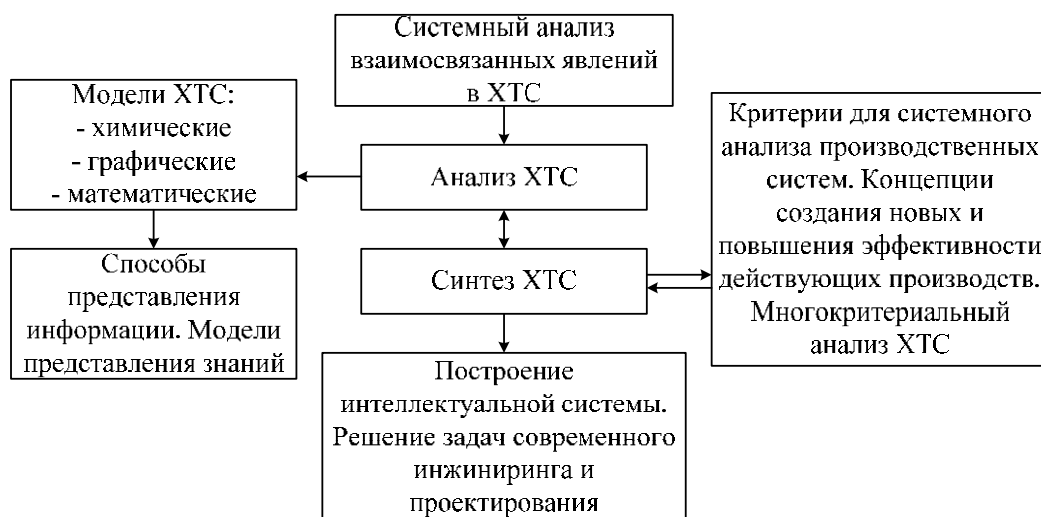 Системный анализ
взаимосвязанных явлений
в ХТС
Модели ХТС:
- химические
- графические
- математические
Анализ ХТС
Критерии для системного
анализа производственных
систем. Концепции
создания новых и
повышения эффективности
действующих производств.
Многокритериальный
анализ ХТС
Способы
представления
информации. Модели
представления знаний
Синтез ХТС
Построение
интеллектуальной системы.
Решение задач современного
инжиниринга и
проектирования